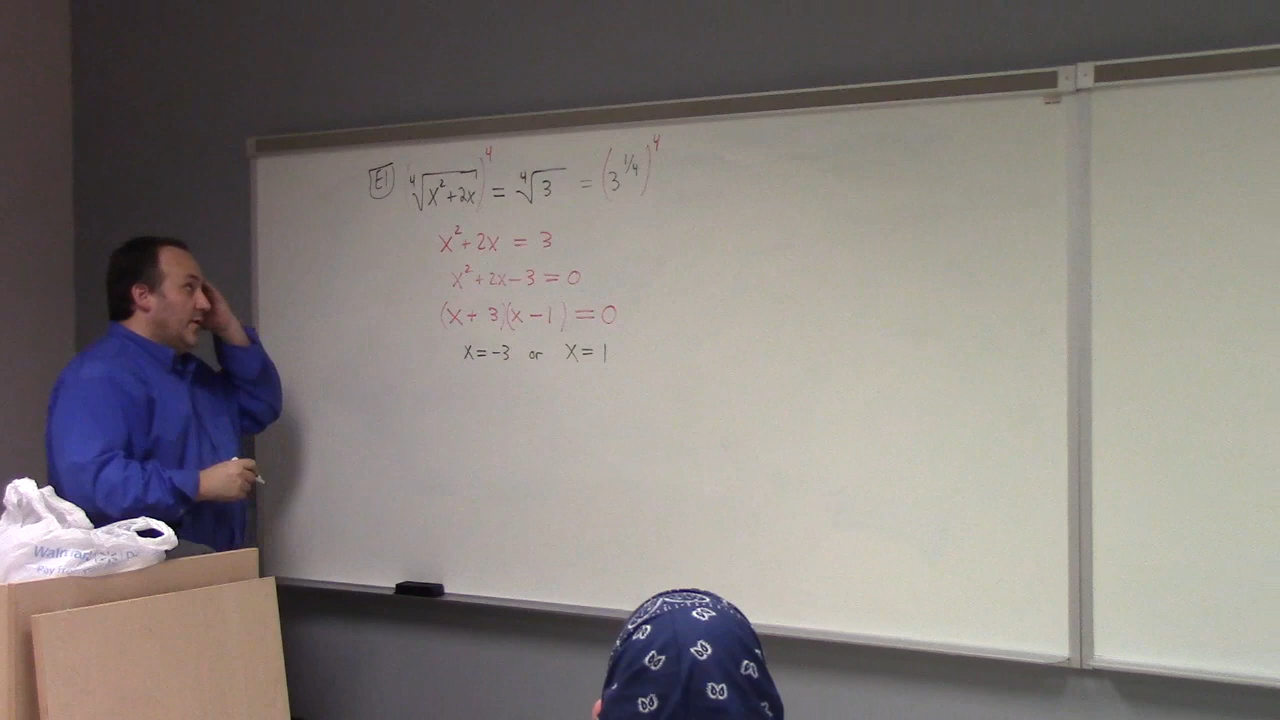 E1 (⁴√(x²+2x))⁴ = ⁴√3 = (3^(1/4))⁴
x²+2x = 3
x²+2x-3=0
(x+3)(x-1)=0
x=-3 or x=1
Walmart